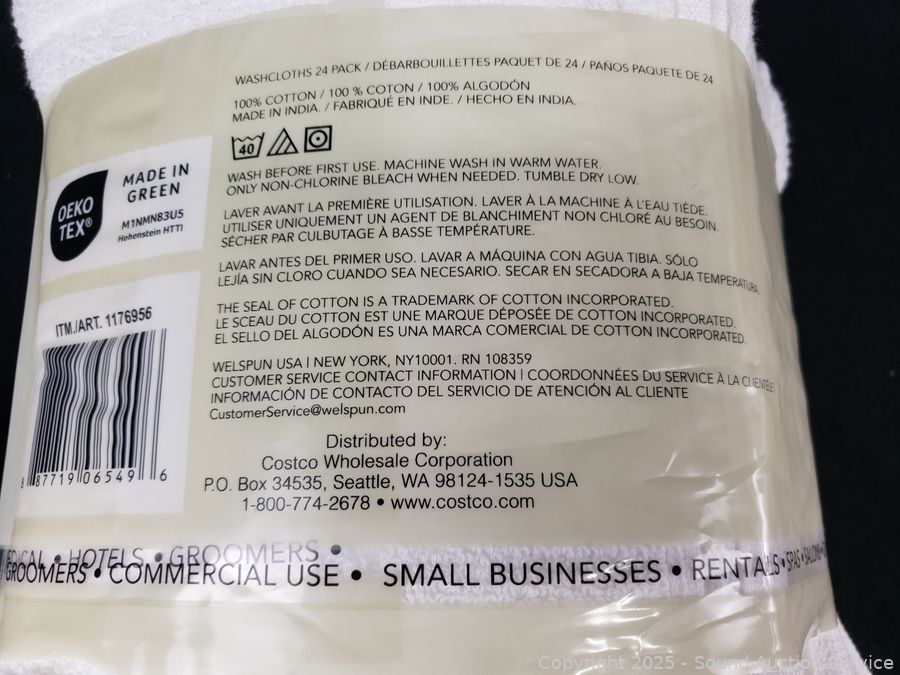 WASHCLOTHS 24 PACK / DÉBARBOUILLETTES PAQUET DE 24 / PAÑOS PAQUETE DE 24
100% COTTON / 100 % COTON / 100% ALGODÓN
MADE IN INDIA. / FABRIQUÉ EN INDE. / HECHO EN INDIA.
40
WASH BEFORE FIRST USE. MACHINE WASH IN WARM WATER.
ONLY NON-CHLORINE BLEACH WHEN NEEDED. TUMBLE DRY LOW.
MADE IN
GREEN
OEKO
TEX®
M1NMN83U5
Hohenstein HTTI
LAVER AVANT LA PREMIÈRE UTILISATION. LAVER À LA MACHINE À L'EAU TIÈDE.
UTILISER UNIQUEMENT UN AGENT DE BLANCHIMENT NON CHLORÉ AU BESOIN.
SÉCHER PAR CULBUTAGE À BASSE TEMPÉRATURE.
LAVAR ANTES DEL PRIMER USO. LAVAR A MÁQUINA CON AGUA TIBIA. SÓLO
LEJÍA SIN CLORO CUANDO SEA NECESARIO. SECAR EN SECADORA A BAJA TEMPERATURA.
THE SEAL OF COTTON IS A TRADEMARK OF COTTON INCORPORATED.
LE SCEAU DU COTTON EST UNE MARQUE DÉPOSÉE DE COTTON INCORPORATED.
EL SELLO DEL ALGODÓN ES UNA MARCA COMERCIAL DE COTTON INCORPORATED.
ITM./ART. 1176956
8 87719 06549 6
WELSPUN USA | NEW YORK, NY10001. RN 108359
CUSTOMER SERVICE CONTACT INFORMATION | COORDONNÉES DU SERVICE À LA CLIENTÈLE
INFORMACIÓN DE CONTACTO DEL SERVICIO DE ATENCIÓN AL CLIENTE
CustomerService@welspun.com
Distributed by:
Costco Wholesale Corporation
P.O. Box 34535, Seattle, WA 98124-1535 USA
1-800-774-2678 • www.costco.com
• HOTELS • GROOMERS •
GROOMERS • COMMERCIAL USE • SMALL BUSINESSES • RENTALS • SPAS •
Copyright 2025 - Sound Auction Service